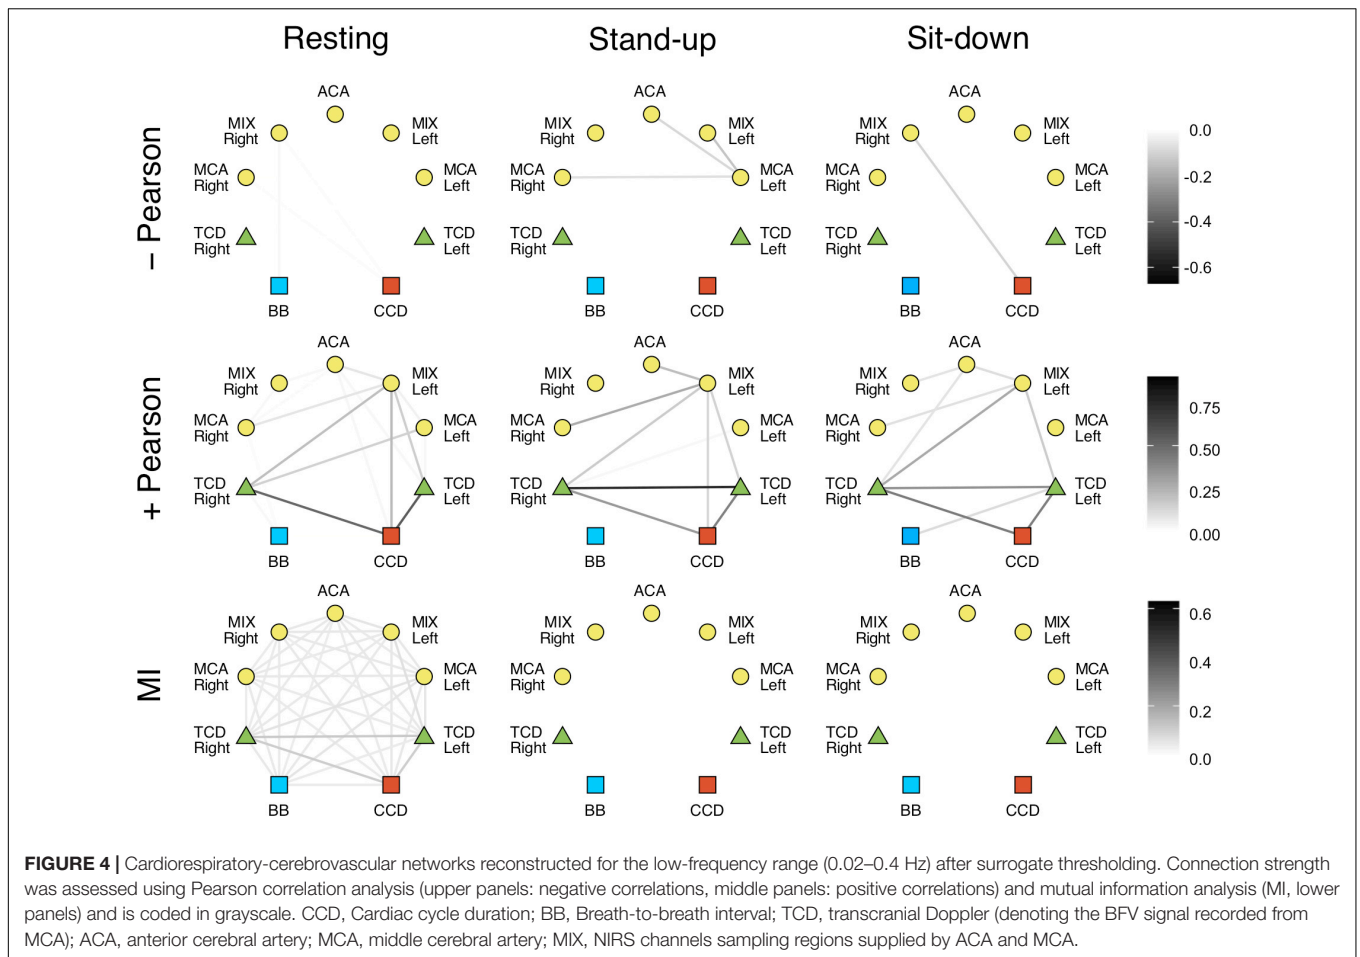 Resting Stand-up Sit-down
– Pearson
ACA
MIX Right
MIX Left
MCA Right
MCA Left
TCD Right
TCD Left
BB
CCD
ACA
MIX Right
MIX Left
MCA Right
MCA Left
TCD Right
TCD Left
BB
CCD
ACA
MIX Right
MIX Left
MCA Right
MCA Left
TCD Right
TCD Left
BB
CCD
0.0
-0.2
-0.4
-0.6
+ Pearson
ACA
MIX Right
MIX Left
MCA Right
MCA Left
TCD Right
TCD Left
BB
CCD
ACA
MIX Right
MIX Left
MCA Right
MCA Left
TCD Right
TCD Left
BB
CCD
ACA
MIX Right
MIX Left
MCA Right
MCA Left
TCD Right
TCD Left
BB
CCD
0.75
0.50
0.25
0.00
MI
ACA
MIX Right
MIX Left
MCA Right
MCA Left
TCD Right
TCD Left
BB
CCD
ACA
MIX Right
MIX Left
MCA Right
MCA Left
TCD Right
TCD Left
BB
CCD
ACA
MIX Right
MIX Left
MCA Right
MCA Left
TCD Right
TCD Left
BB
CCD
0.6
0.4
0.2
0.0
FIGURE 4 | Cardiorespiratory-cerebrovascular networks reconstructed for the low-frequency range (0.02–0.4 Hz) after surrogate thresholding. Connection strength
was assessed using Pearson correlation analysis (upper panels: negative correlations, middle panels: positive correlations) and mutual information analysis (MI, lower
panels) and is coded in grayscale. CCD, Cardiac cycle duration; BB, Breath-to-breath interval; TCD, transcranial Doppler (denoting the BFV signal recorded from
MCA); ACA, anterior cerebral artery; MCA, middle cerebral artery; MIX, NIRS channels sampling regions supplied by ACA and MCA.